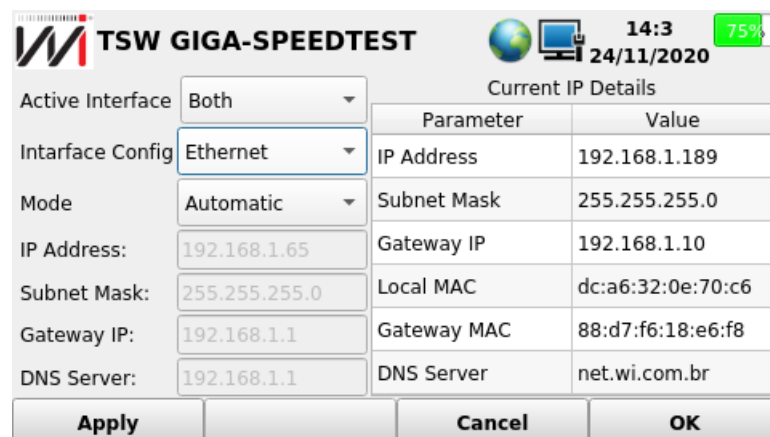 Wi TSW GIGA-SPEEDTEST
14:3
24/11/2020
75%
Active Interface Both
Intarface Config Ethernet
Mode Automatic
IP Address: 192.168.1.65
Subnet Mask: 255.255.255.0
Gateway IP: 192.168.1.1
DNS Server: 192.168.1.1
Current IP Details
Parameter Value
IP Address 192.168.1.189
Subnet Mask 255.255.255.0
Gateway IP 192.168.1.10
Local MAC dc:a6:32:0e:70:c6
Gateway MAC 88:d7:f6:18:e6:f8
DNS Server net.wi.com.br
Apply Cancel OK